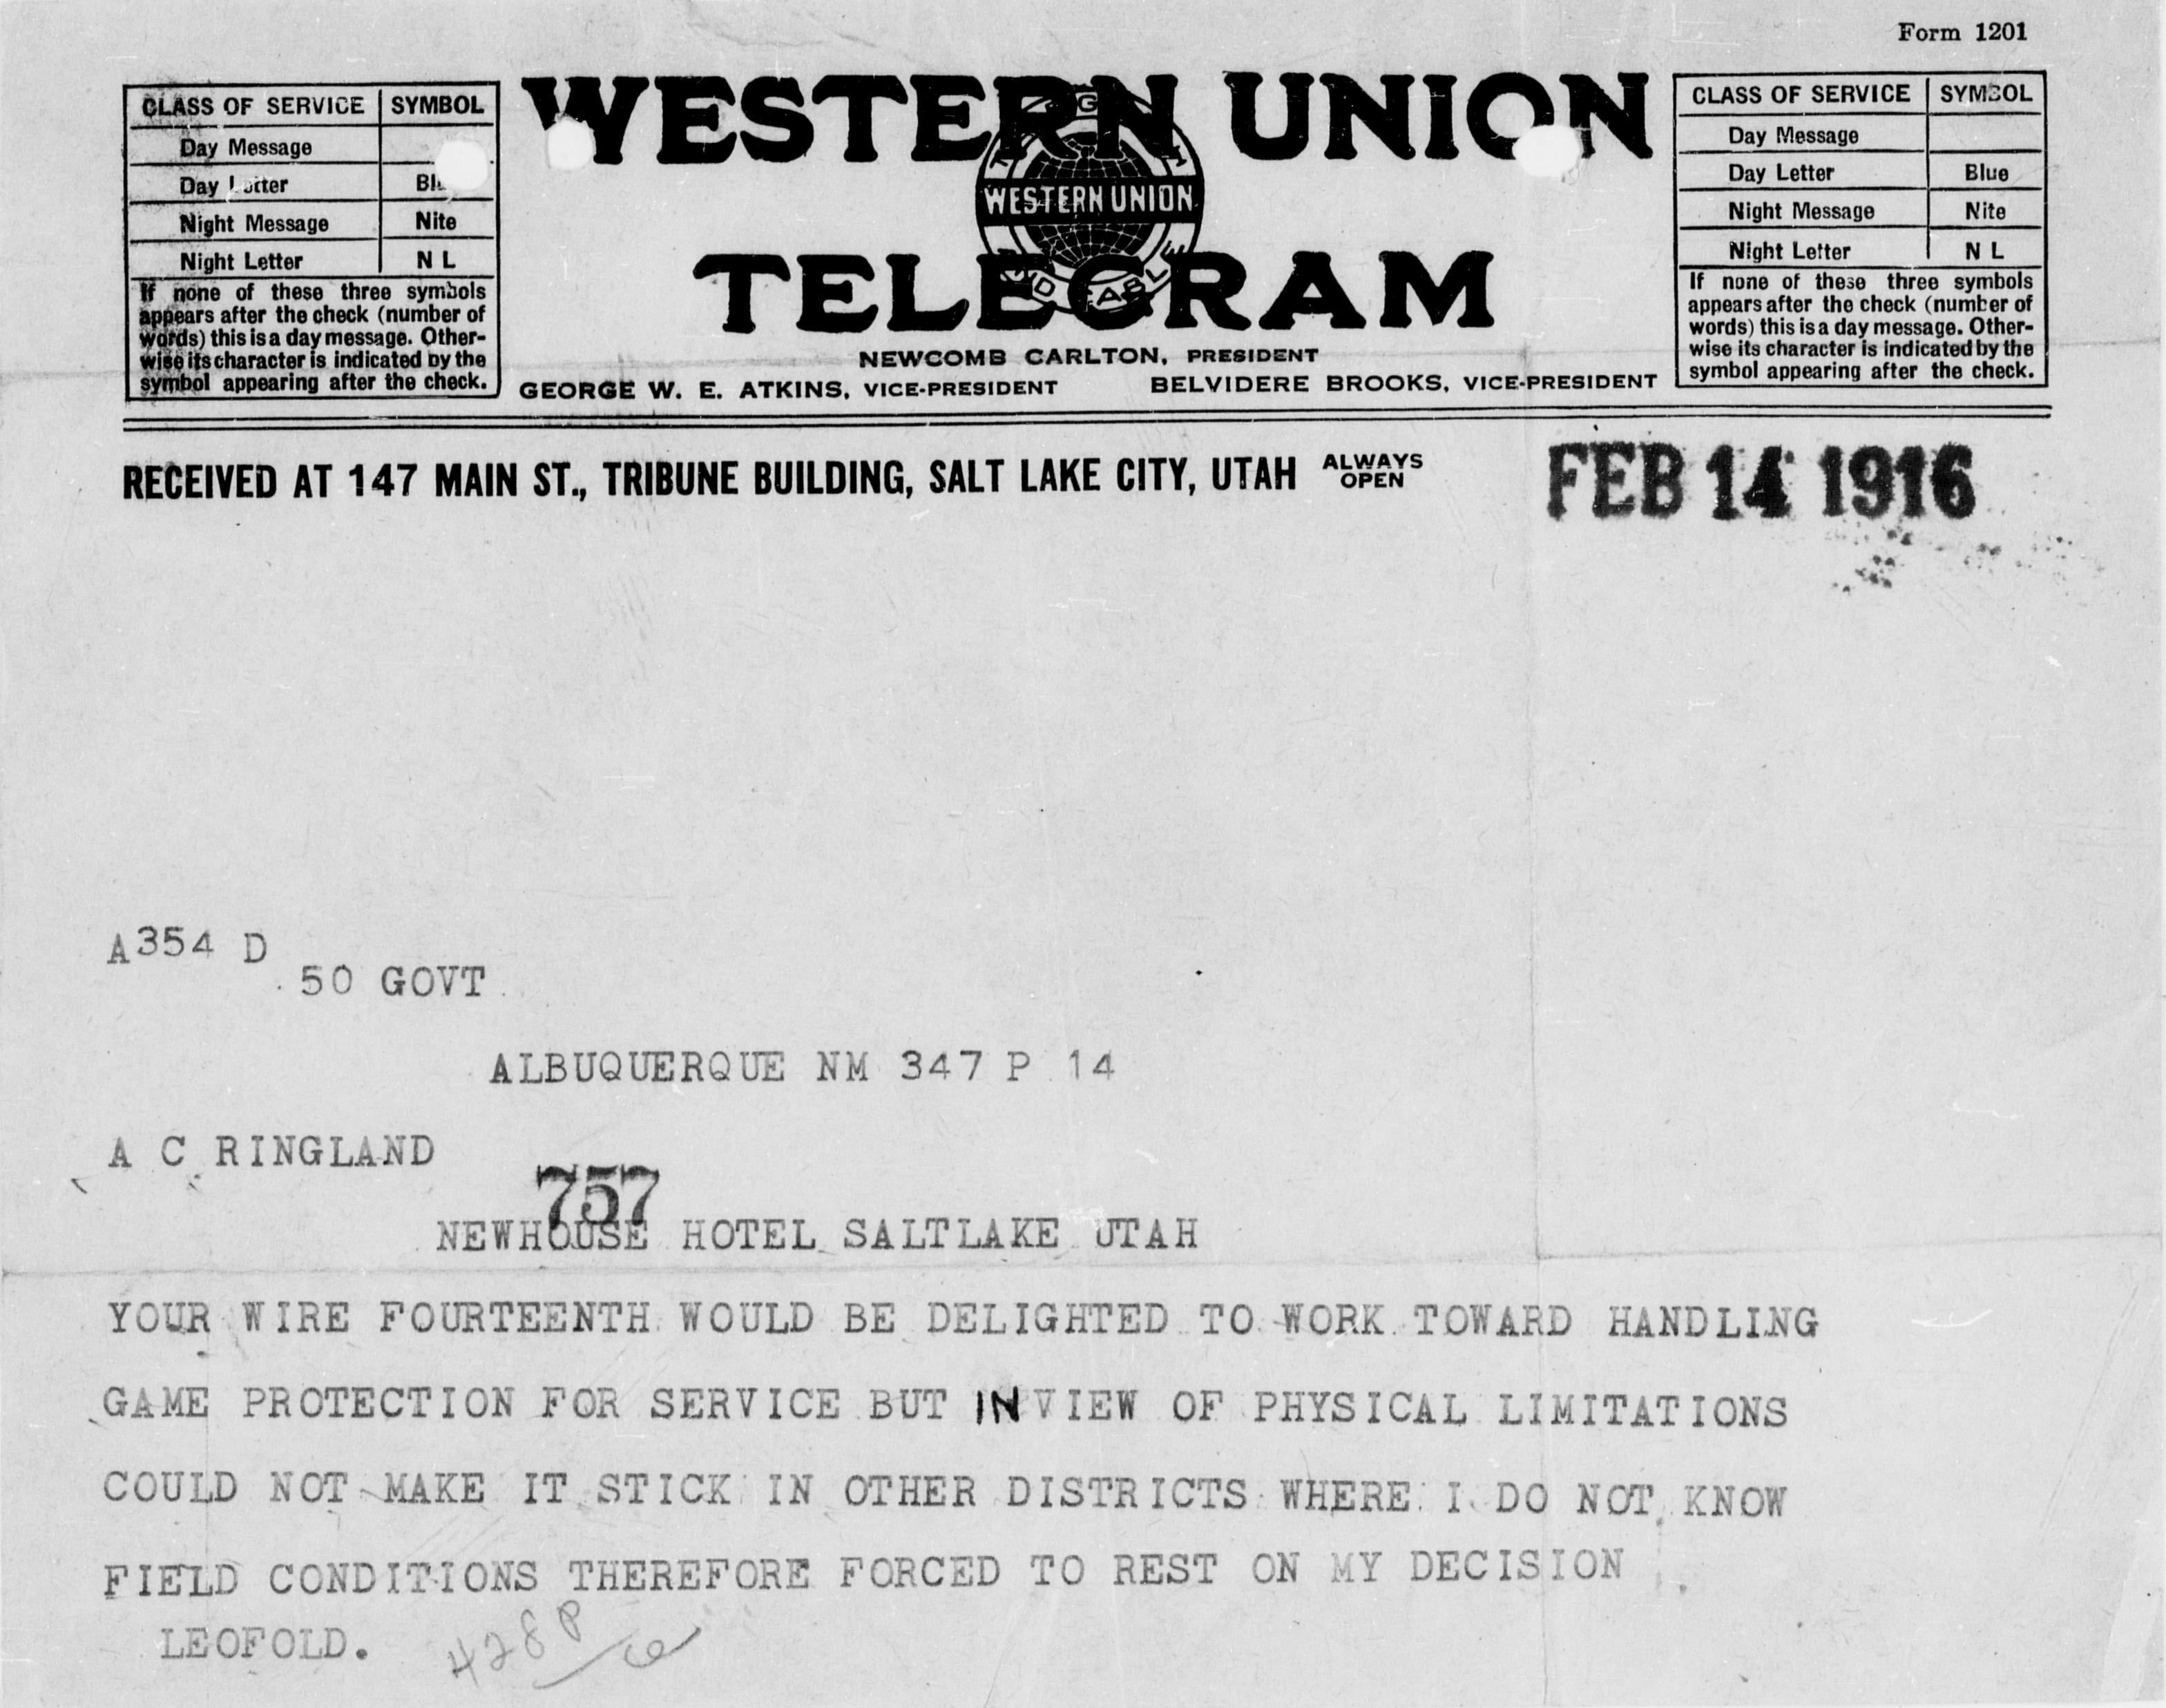 Form 1201
CLASS OF SERVICE SYMBOL
Day Message
Day Letter Blue
Night Message Nite
Night Letter N L
If none of these three symbols
appears after the check (number of
words) this is a day message. Other-
wise its character is indicated by the
symbol appearing after the check.
WESTERN UNION
WESTERN UNION
TELEGRAM
NEWCOMB CARLTON, PRESIDENT
GEORGE W. E. ATKINS, VICE-PRESIDENT BELVIDERE BROOKS, VICE-PRESIDENT
CLASS OF SERVICE SYMBOL
Day Message
Day Letter Blue
Night Message Nite
Night Letter N L
If none of these three symbols
appears after the check (number of
words) this is a day message. Other-
wise its character is indicated by the
symbol appearing after the check.
RECEIVED AT 147 MAIN ST., TRIBUNE BUILDING, SALT LAKE CITY, UTAH ALWAYS OPEN
FEB 14 1916
A354 D
50 GOVT
ALBUQUERQUE NM 347 P 14
A C RINGLAND
757
NEWHOUSE HOTEL SALTLAKE UTAH
YOUR WIRE FOURTEENTH WOULD BE DELIGHTED TO WORK TOWARD HANDLING
GAME PROTECTION FOR SERVICE BUT IN VIEW OF PHYSICAL LIMITATIONS
COULD NOT MAKE IT STICK IN OTHER DISTRICTS WHERE I DO NOT KNOW
FIELD CONDITIONS THEREFORE FORCED TO REST ON MY DECISION
LEOFOLD.
428P